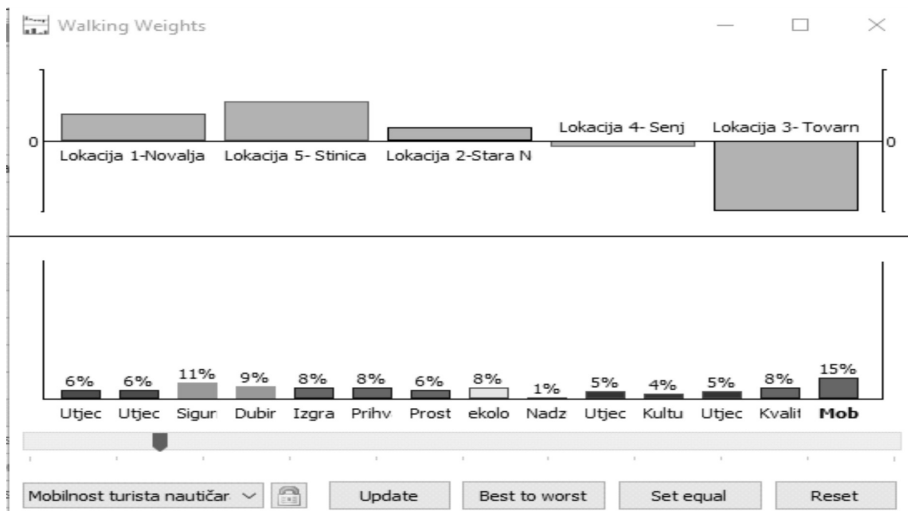 Walking Weights
Lokacija 4- Senj Lokacija 3- Tovarn
0 0
Lokacija 1-Novalja Lokacija 5- Stinica Lokacija 2-Stara N
6% 6% 11% 9% 8% 8% 6% 8% 1% 5% 4% 5% 8% 15%
Utjec Utjec Sigur Dubir Izgra Prihv Prost ekolo Nadz Utjec Kultu Utjec Kvalit Mob
Mobilnost turista nautičar Update Best to worst Set equal Reset